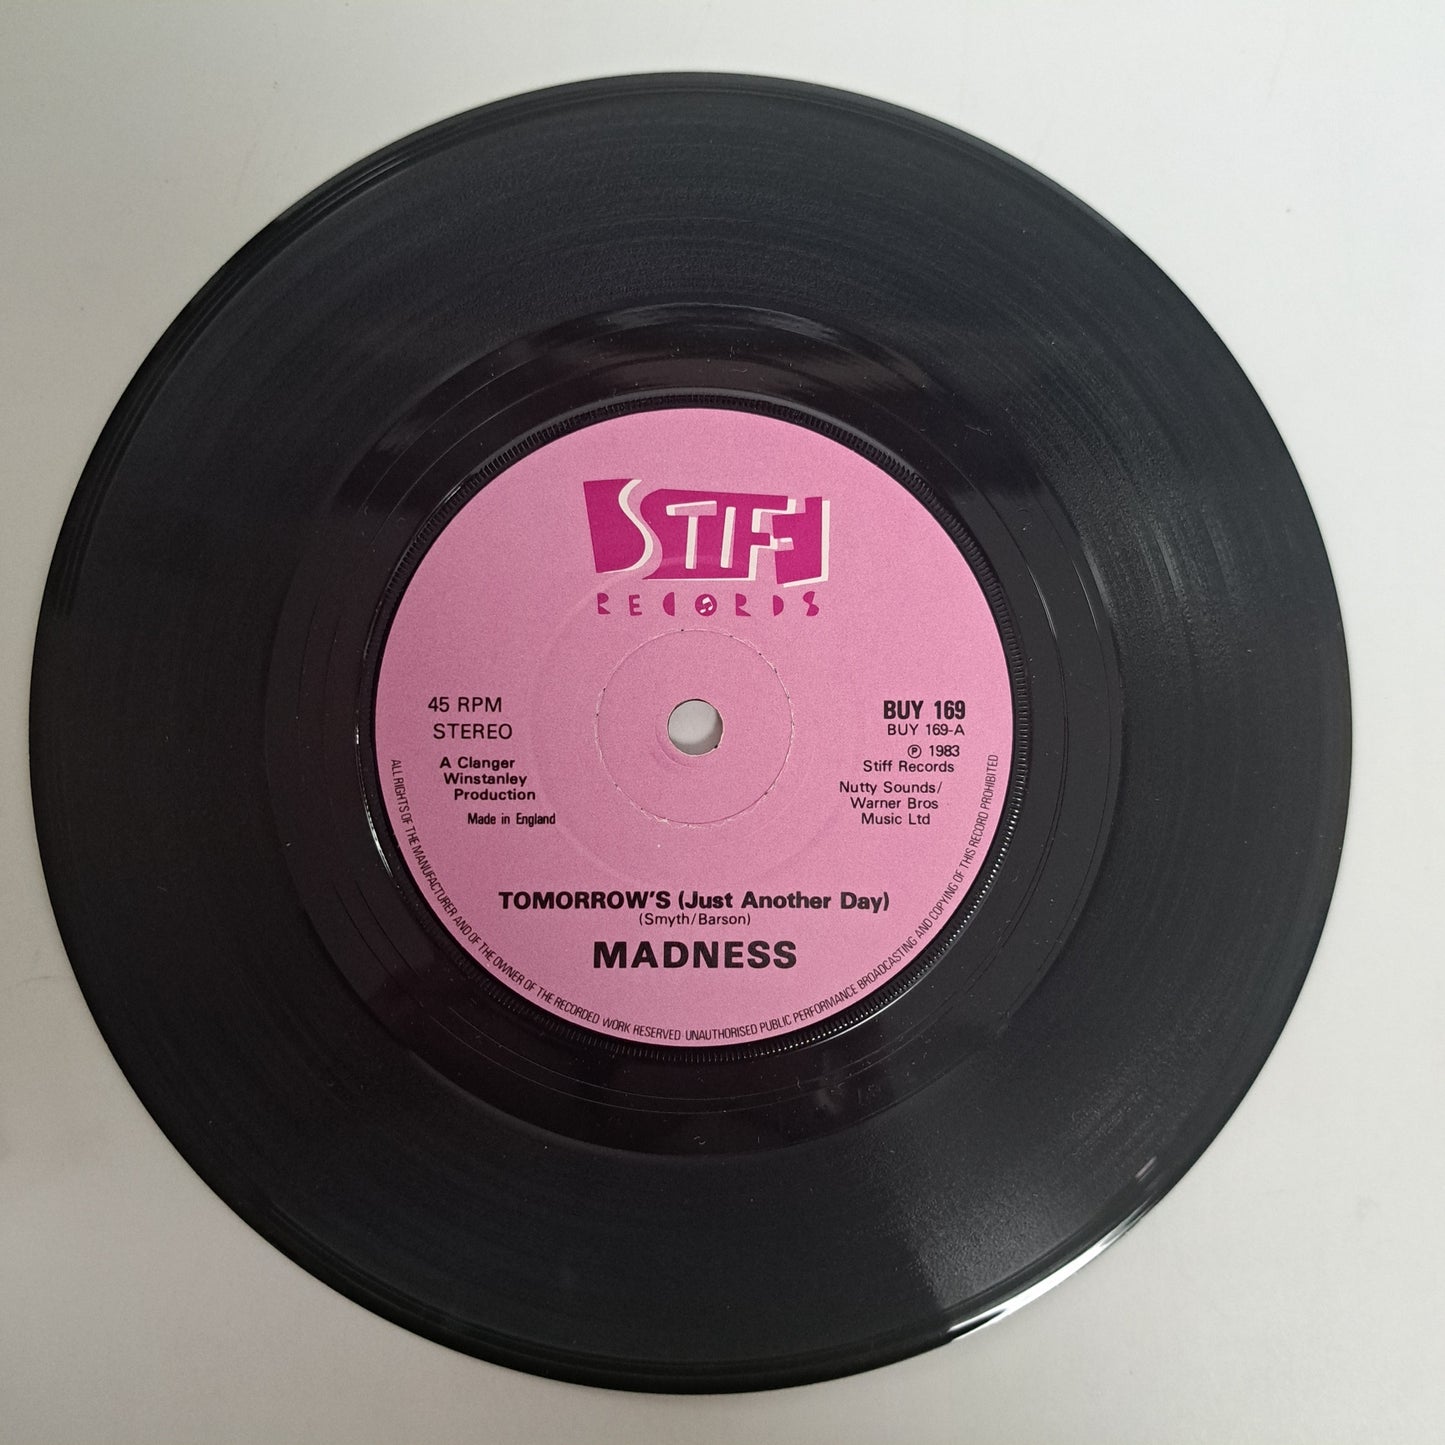 STIFF
RECORDS
45 RPM
STEREO
A Clanger
Winstanley
Production
Made in England
BUY 169
BUY 169-A
℗ 1983
Stiff Records
Nutty Sounds/
Warner Bros
Music Ltd
TOMORROW'S (Just Another Day)
(Smyth/Barson)
MADNESS
ALL RIGHTS OF THE MANUFACTURER AND OF THE OWNER OF THE RECORDED WORK RESERVED·UNAUTHORISED PUBLIC PERFORMANCE BROADCASTING AND COPYING OF THIS RECORD PROHIBITED